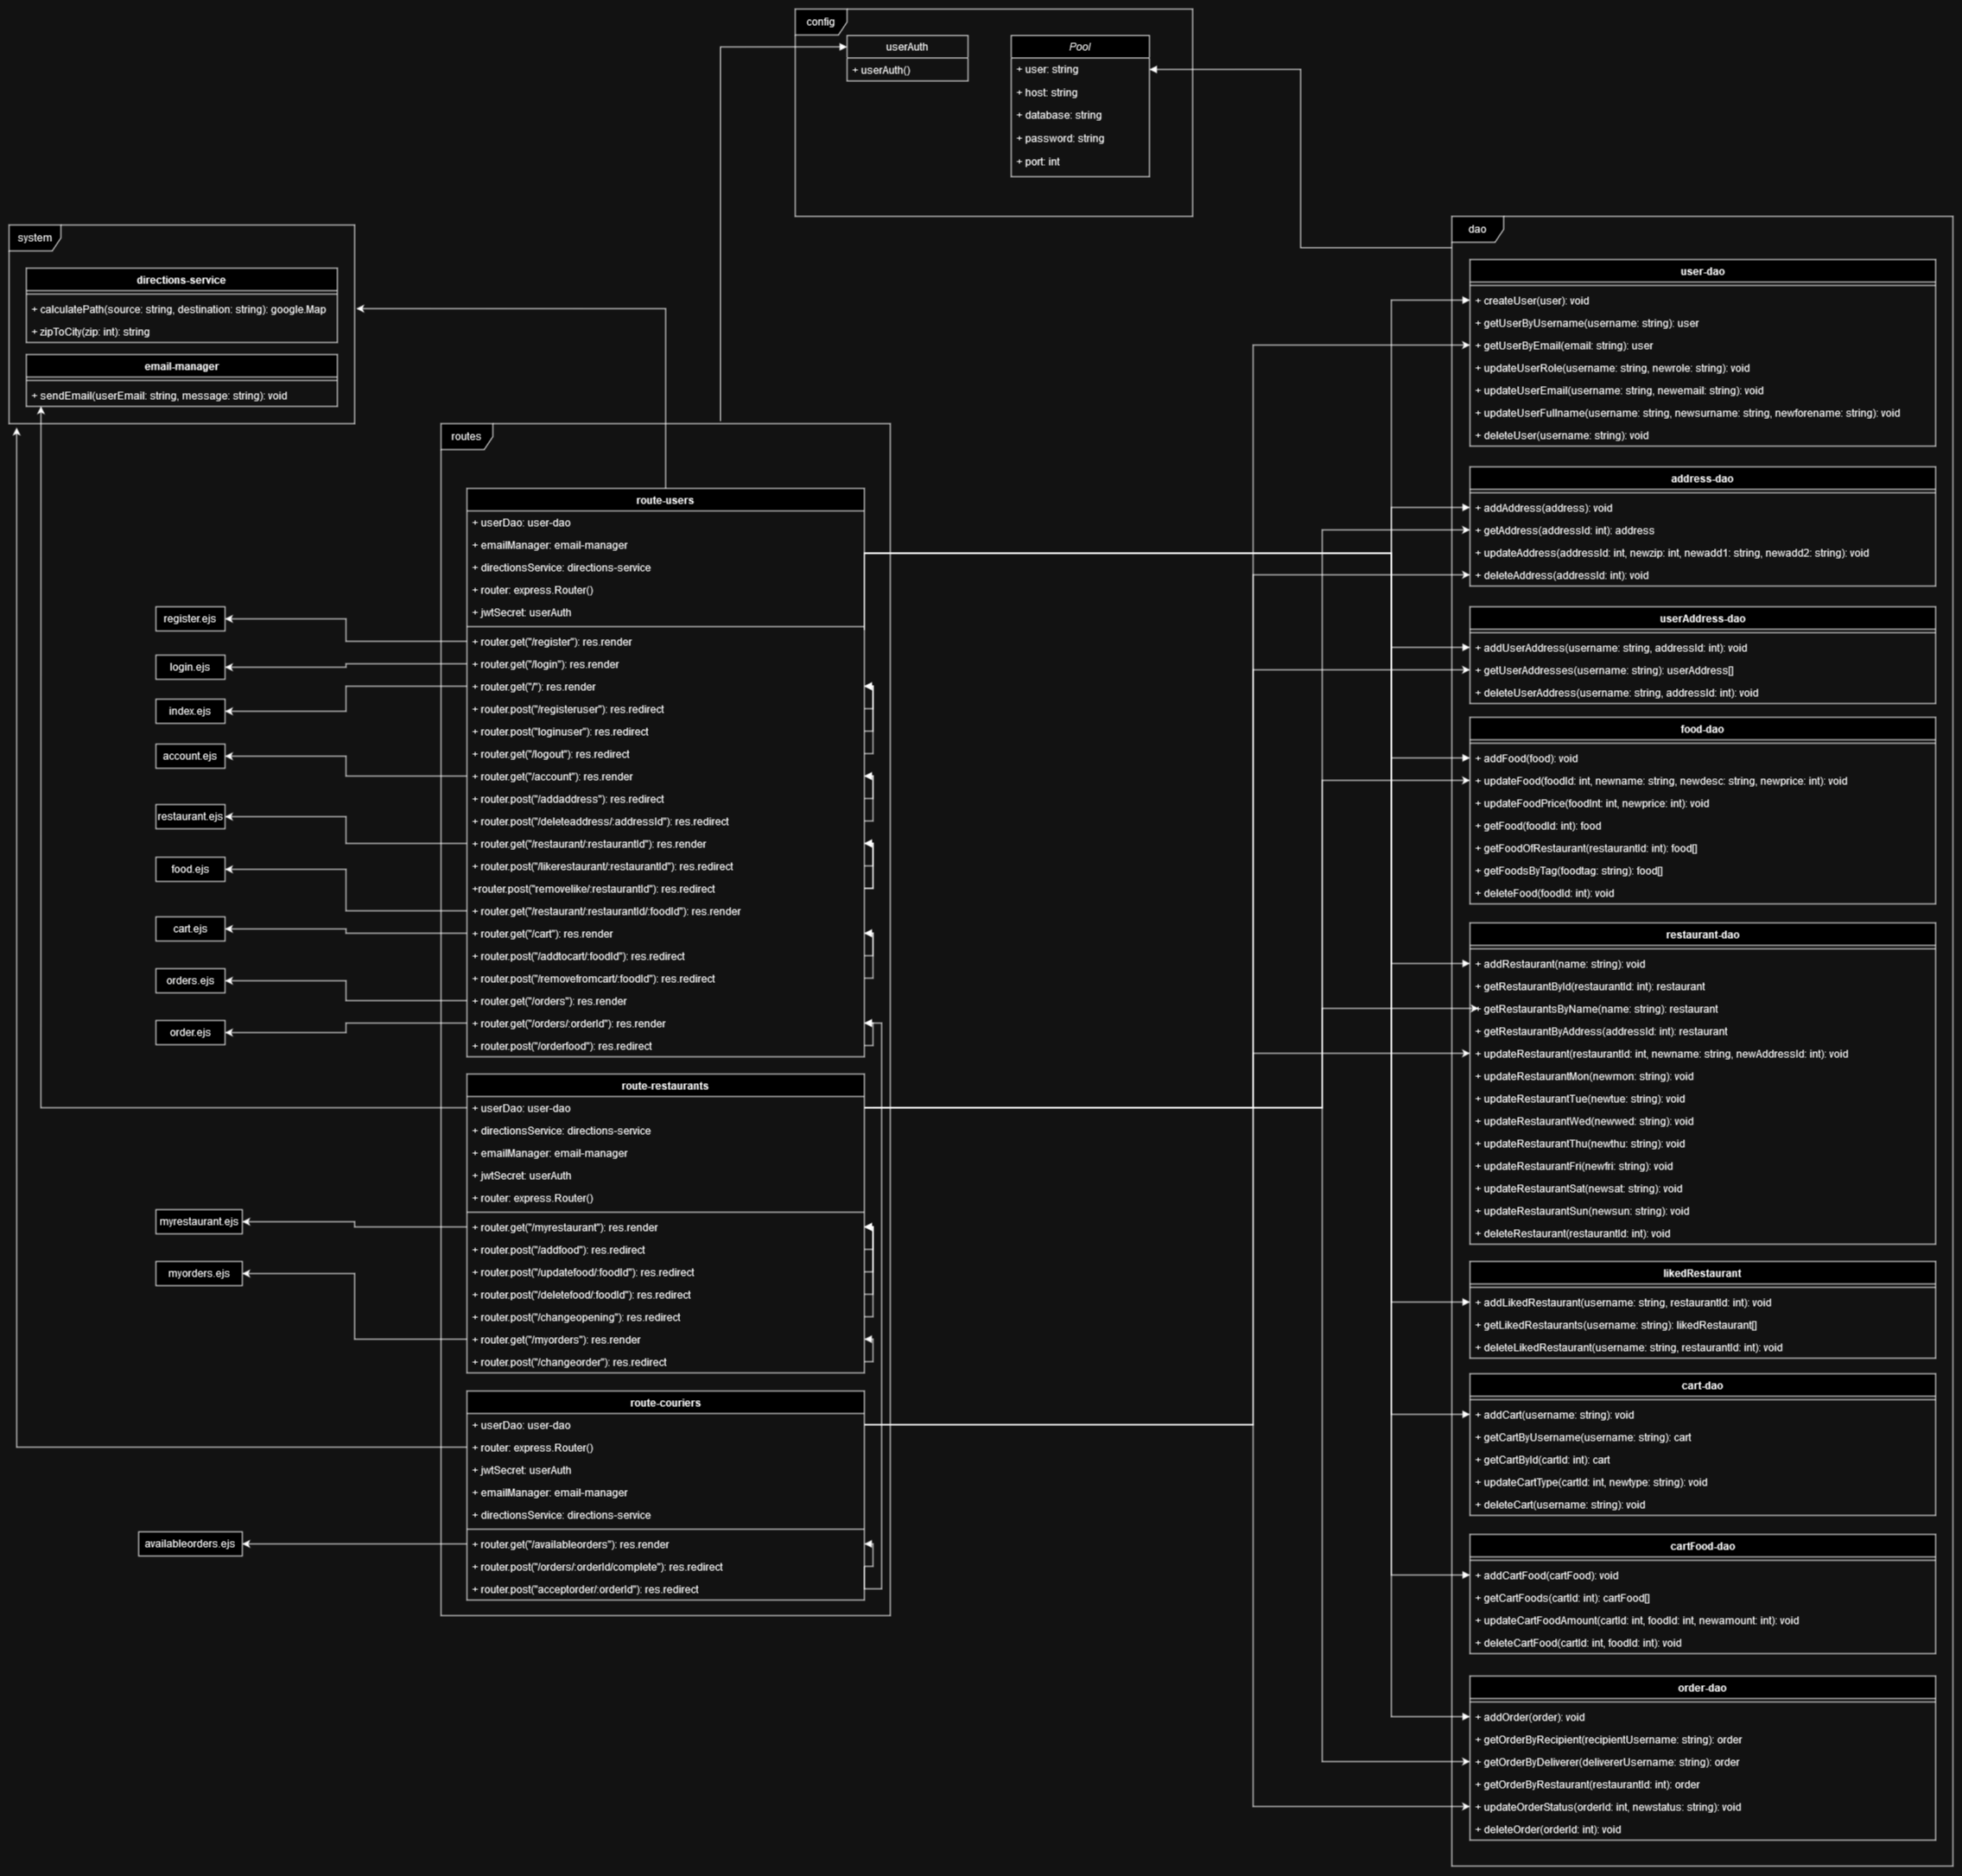 config
userAuth
+ userAuth()
Pool
+ user: string
+ host: string
+ database: string
+ password: string
+ port: int
system
directions-service
+ calculatePath(source: string, destination: string): google.Map
+ zipToCity(zip: int): string
email-manager
+ sendEmail(userEmail: string, message: string): void
routes
route-users
+ userDao: user-dao
+ emailManager: email-manager
+ directionsService: directions-service
+ router: express.Router()
+ jwtSecret: userAuth
+ router.get("/register"): res.render
+ router.get("/login"): res.render
+ router.get("/"): res.render
+ router.post("/registeruser"): res.redirect
+ router.post("loginuser"): res.redirect
+ router.get("/logout"): res.redirect
+ router.get("/account"): res.render
+ router.post("/addaddress"): res.redirect
+ router.post("/deleteaddress/:addressId"): res.redirect
+ router.get("/restaurant/:restaurantId"): res.render
+ router.post("/likerestaurant/:restaurantId"): res.redirect
+router.post("removelike/:restaurantId"): res.redirect
+ router.get("/restaurant/:restaurantId/:foodId"): res.render
+ router.get("/cart"): res.render
+ router.post("/addtocart/:foodId"): res.redirect
+ router.post("/removefromcart/:foodId"): res.redirect
+ router.get("/orders"): res.render
+ router.get("/orders/:orderId"): res.render
+ router.post("/orderfood"): res.redirect
register.ejs
login.ejs
index.ejs
account.ejs
restaurant.ejs
food.ejs
cart.ejs
orders.ejs
order.ejs
route-restaurants
+ userDao: user-dao
+ directionsService: directions-service
+ emailManager: email-manager
+ jwtSecret: userAuth
+ router: express.Router()
+ router.get("/myrestaurant"): res.render
+ router.post("/addfood"): res.redirect
+ router.post("/updatefood/:foodId"): res.redirect
+ router.post("/deletefood/:foodId"): res.redirect
+ router.post("/changeopening"): res.redirect
+ router.get("/myorders"): res.render
+ router.post("/changeorder"): res.redirect
myrestaurant.ejs
myorders.ejs
route-couriers
+ userDao: user-dao
+ router: express.Router()
+ jwtSecret: userAuth
+ emailManager: email-manager
+ directionsService: directions-service
+ router.get("/availableorders"): res.render
+ router.post("/orders/:orderId/complete"): res.redirect
+ router.post("acceptorder/:orderId"): res.redirect
availableorders.ejs
dao
user-dao
+ createUser(user): void
+ getUserByUsername(username: string): user
+ getUserByEmail(email: string): user
+ updateUserRole(username: string, newrole: string): void
+ updateUserEmail(username: string, newemail: string): void
+ updateUserFullname(username: string, newsurname: string, newforename: string): void
+ deleteUser(username: string): void
address-dao
+ addAddress(address): void
+ getAddress(addressId: int): address
+ updateAddress(addressId: int, newzip: int, newadd1: string, newadd2: string): void
+ deleteAddress(addressId: int): void
userAddress-dao
+ addUserAddress(username: string, addressId: int): void
+ getUserAddresses(username: string): userAddress[]
+ deleteUserAddress(username: string, addressId: int): void
food-dao
+ addFood(food): void
+ updateFood(foodId: int, newname: string, newdesc: string, newprice: int): void
+ updateFoodPrice(foodInt: int, newprice: int): void
+ getFood(foodId: int): food
+ getFoodOfRestaurant(restaurantId: int): food[]
+ getFoodsByTag(foodtag: string): food[]
+ deleteFood(foodId: int): void
restaurant-dao
+ addRestaurant(name: string): void
+ getRestaurantById(restaurantId: int): restaurant
+ getRestaurantsByName(name: string): restaurant
+ getRestaurantByAddress(addressId: int): restaurant
+ updateRestaurant(restaurantId: int, newname: string, newAddressId: int): void
+ updateRestaurantMon(newmon: string): void
+ updateRestaurantTue(newtue: string): void
+ updateRestaurantWed(newwed: string): void
+ updateRestaurantThu(newthu: string): void
+ updateRestaurantFri(newfri: string): void
+ updateRestaurantSat(newsat: string): void
+ updateRestaurantSun(newsun: string): void
+ deleteRestaurant(restaurantId: int): void
likedRestaurant
+ addLikedRestaurant(username: string, restaurantId: int): void
+ getLikedRestaurants(username: string): likedRestaurant[]
+ deleteLikedRestaurant(username: string, restaurantId: int): void
cart-dao
+ addCart(username: string): void
+ getCartByUsername(username: string): cart
+ getCartById(cartId: int): cart
+ updateCartType(cartId: int, newtype: string): void
+ deleteCart(username: string): void
cartFood-dao
+ addCartFood(cartFood): void
+ getCartFoods(cartId: int): cartFood[]
+ updateCartFoodAmount(cartId: int, foodId: int, newamount: int): void
+ deleteCartFood(cartId: int, foodId: int): void
order-dao
+ addOrder(order): void
+ getOrderByRecipient(recipientUsername: string): order
+ getOrderByDeliverer(delivererUsername: string): order
+ getOrderByRestaurant(restaurantId: int): order
+ updateOrderStatus(orderId: int, newstatus: string): void
+ deleteOrder(orderId: int): void